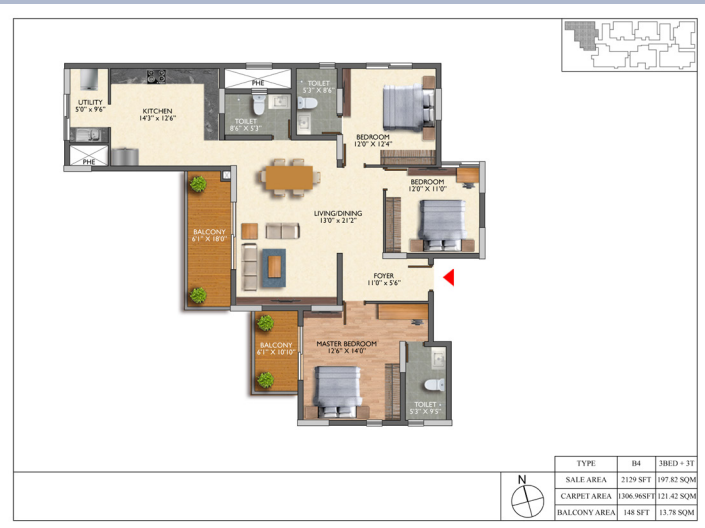 PHE
TOILET
5'3" X 8'6"
UTILITY
5'0" x 9'6"
KITCHEN
14'3" x 12'6"
TOILET
8'6" X 5'3"
BEDROOM
12'0" X 12'4"
PHE
BEDROOM
12'0" X 11'0"
LIVING/DINING
13'0" x 21'2"
BALCONY
6'1" X 18'0"
FOYER
11'0" x 5'6"
BALCONY
6'1" X 10'10"
MASTER BEDROOM
12'6" X 14'0"
TOILET
5'3" X 9'5"
N
TYPE B4 3BED + 3T
SALE AREA 2129 SFT 197.82 SQM
CARPET AREA 1306.96SFT 121.42 SQM
BALCONY AREA 148 SFT 13.78 SQM